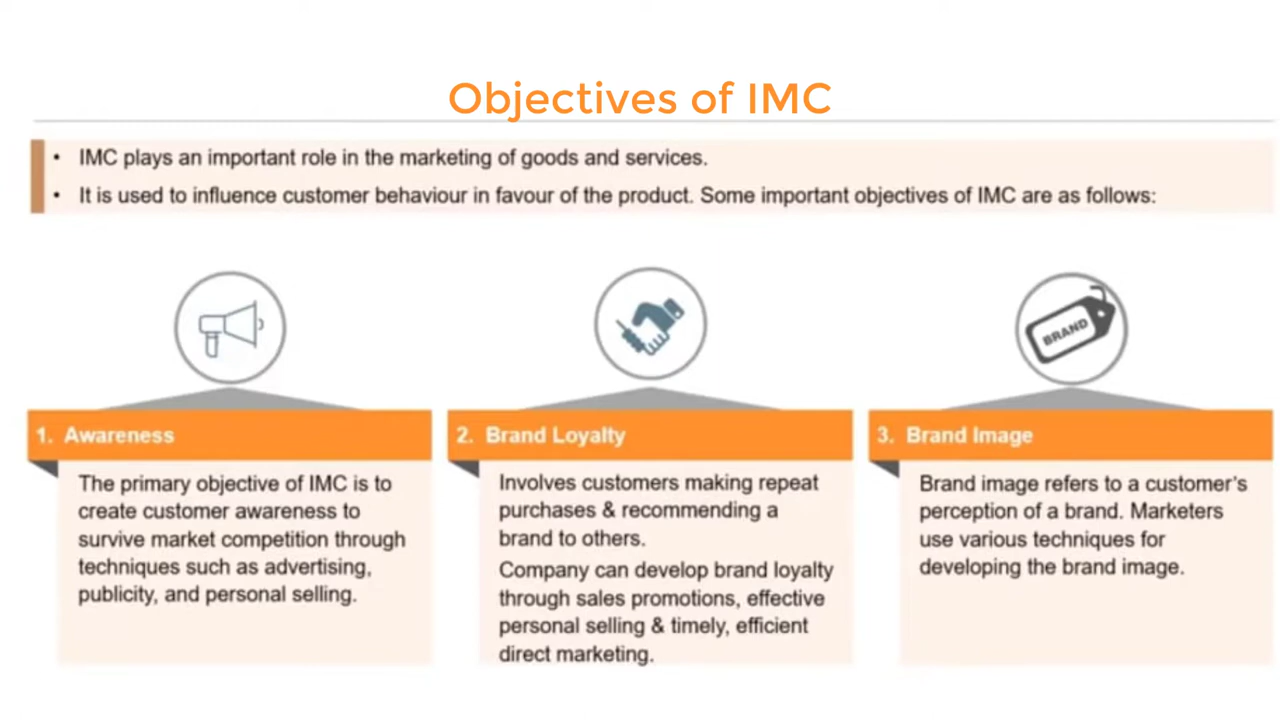 Objectives of IMC
• IMC plays an important role in the marketing of goods and services.
• It is used to influence customer behaviour in favour of the product. Some important objectives of IMC are as follows:
BRAND
1. Awareness
The primary objective of IMC is to
create customer awareness to
survive market competition through
techniques such as advertising,
publicity, and personal selling.
2. Brand Loyalty
Involves customers making repeat
purchases & recommending a
brand to others.
Company can develop brand loyalty
through sales promotions, effective
personal selling & timely, efficient
direct marketing.
3. Brand Image
Brand image refers to a customer's
perception of a brand. Marketers
use various techniques for
developing the brand image.